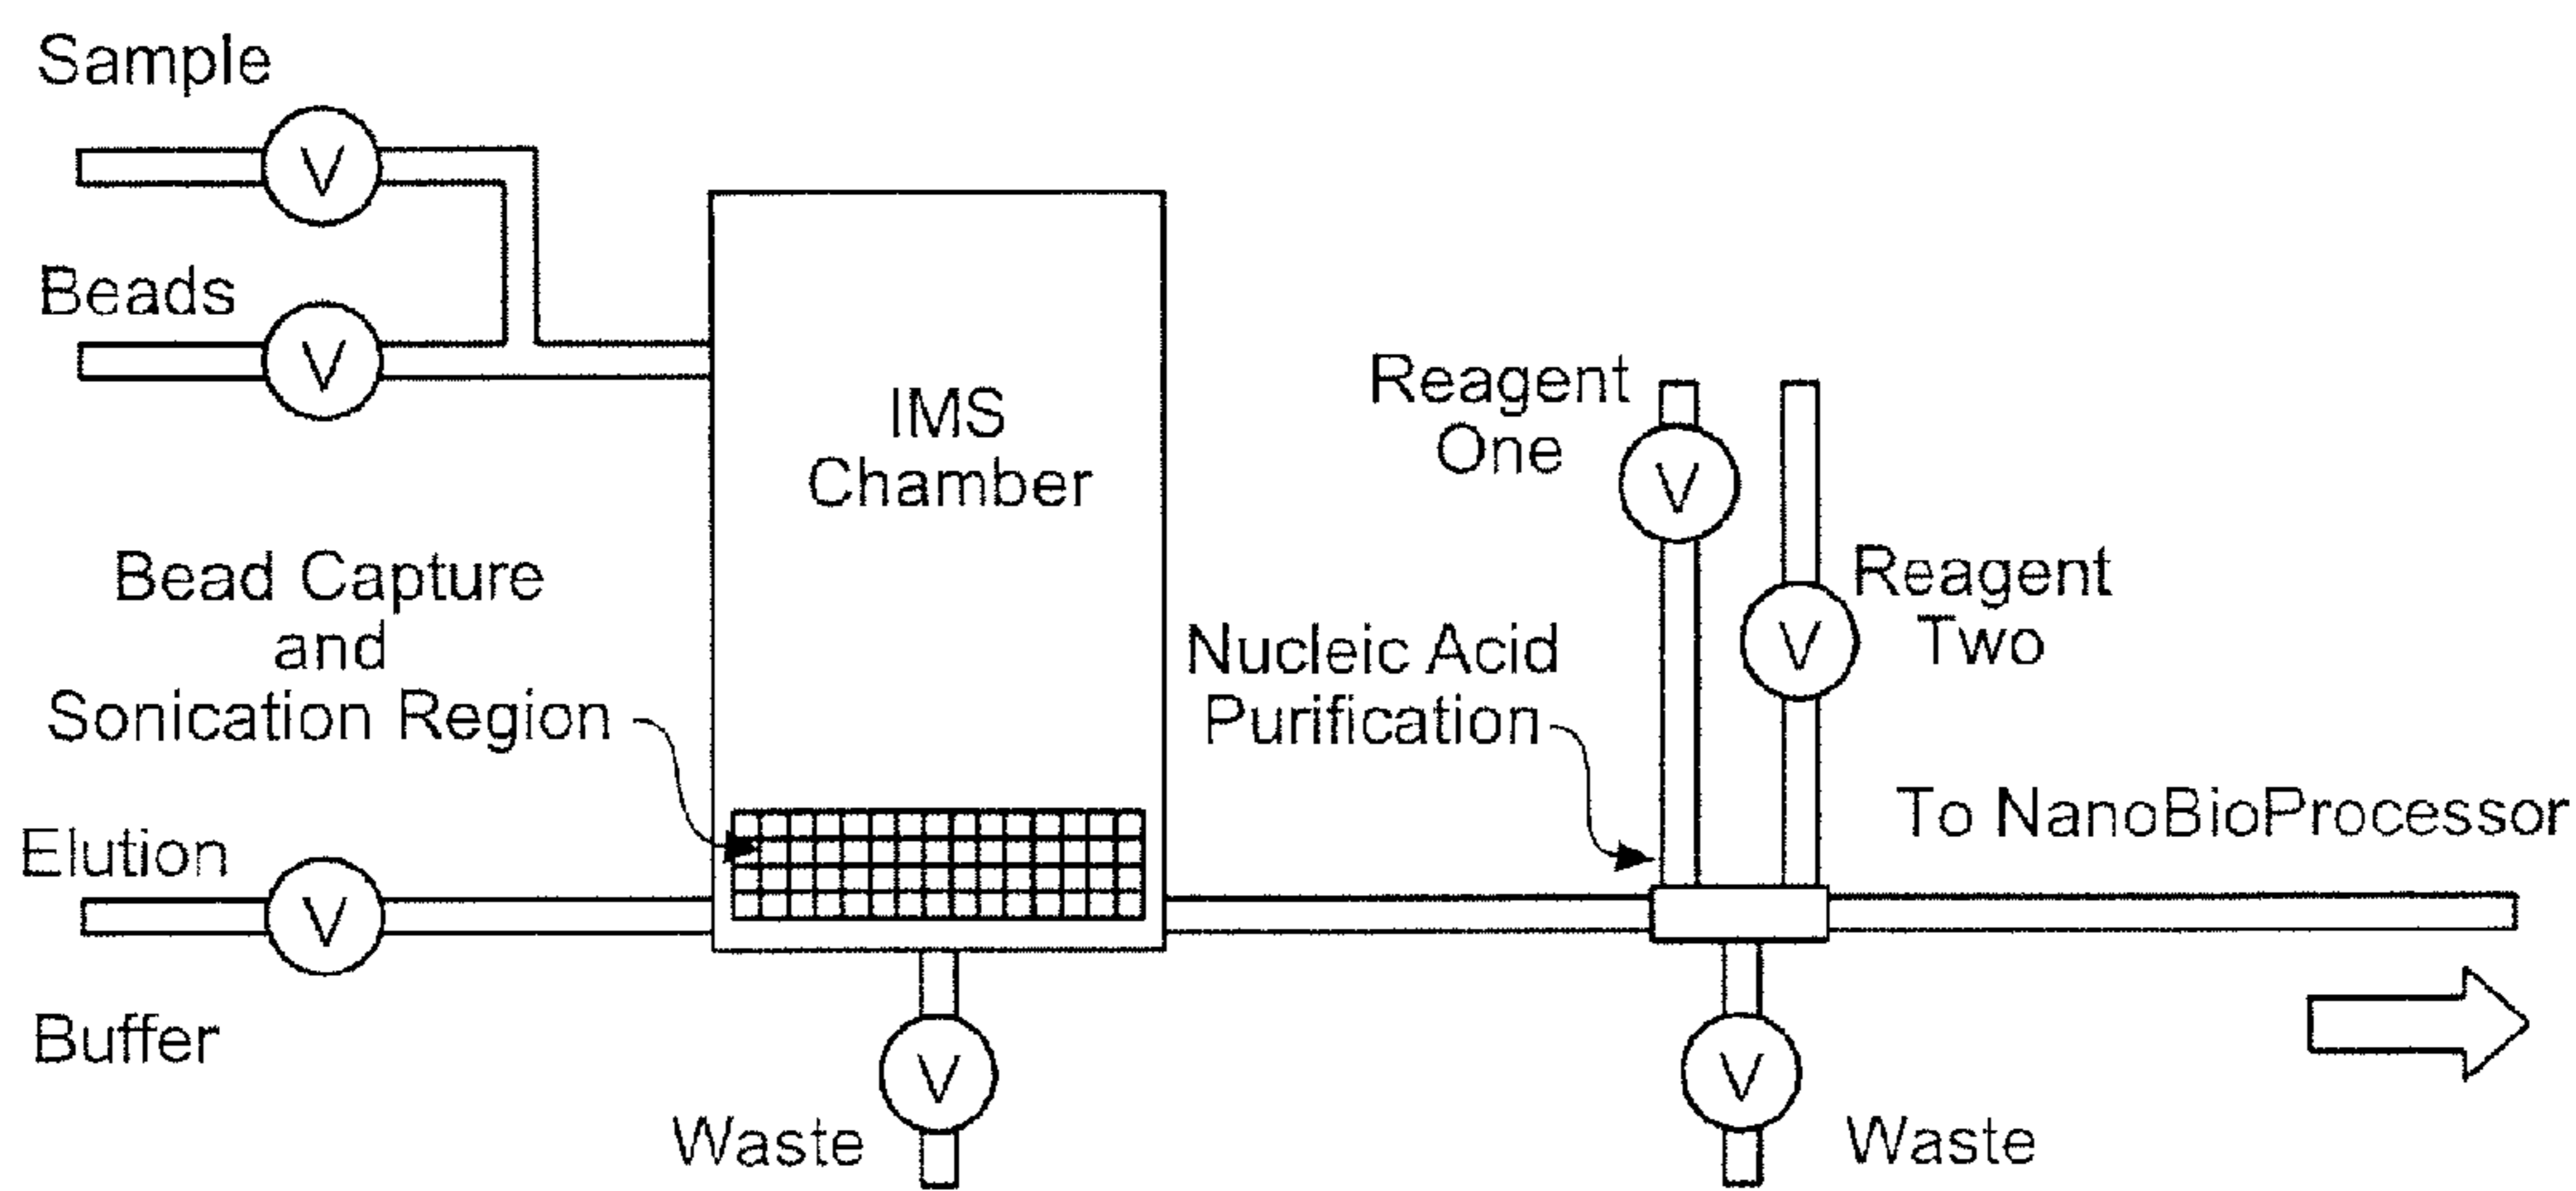 Sample
V
Beads
V
IMS
Chamber
Bead Capture
and
Sonication Region
Elution
V
Buffer
V
Waste
Reagent
One
V
Reagent
Two
V
Nucleic Acid
Purification
To NanoBioProcessor
V
Waste